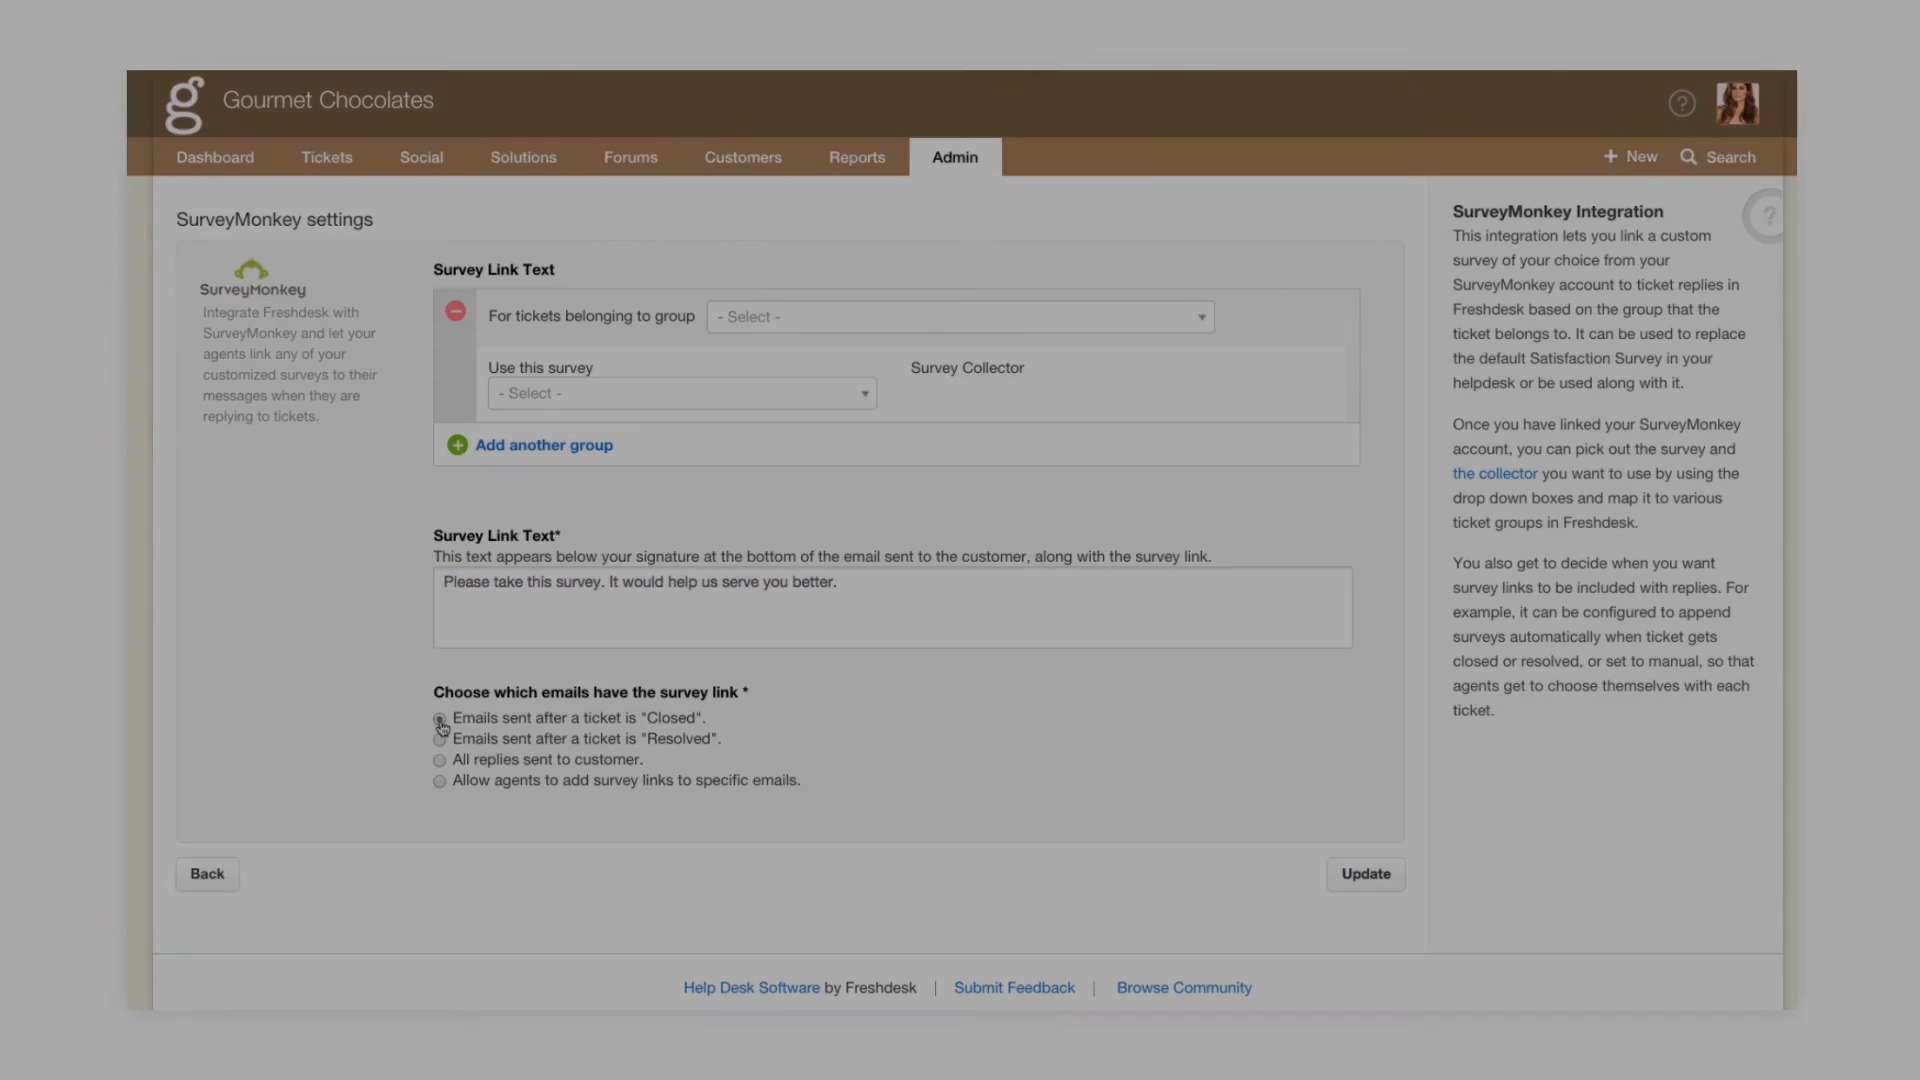 g
Gourmet Chocolates
?
Dashboard Tickets Social Solutions Forums Customers Reports Admin + New Search
SurveyMonkey settings
SurveyMonkey
Integrate Freshdesk with
SurveyMonkey and let your
agents link any of your
customized surveys to their
messages when they are
replying to tickets.
Survey Link Text
For tickets belonging to group - Select -
Use this survey Survey Collector
- Select -
Add another group
Survey Link Text*
This text appears below your signature at the bottom of the email sent to the customer, along with the survey link.
Please take this survey. It would help us serve you better.
Choose which emails have the survey link *
Emails sent after a ticket is "Closed".
Emails sent after a ticket is "Resolved".
All replies sent to customer.
Allow agents to add survey links to specific emails.
Back Update
SurveyMonkey Integration
?
This integration lets you link a custom
survey of your choice from your
SurveyMonkey account to ticket replies in
Freshdesk based on the group that the
ticket belongs to. It can be used to replace
the default Satisfaction Survey in your
helpdesk or be used along with it.
Once you have linked your SurveyMonkey
account, you can pick out the survey and
the collector you want to use by using the
drop down boxes and map it to various
ticket groups in Freshdesk.
You also get to decide when you want
survey links to be included with replies. For
example, it can be configured to append
surveys automatically when ticket gets
closed or resolved, or set to manual, so that
agents get to choose themselves with each
ticket.
Help Desk Software by Freshdesk | Submit Feedback | Browse Community